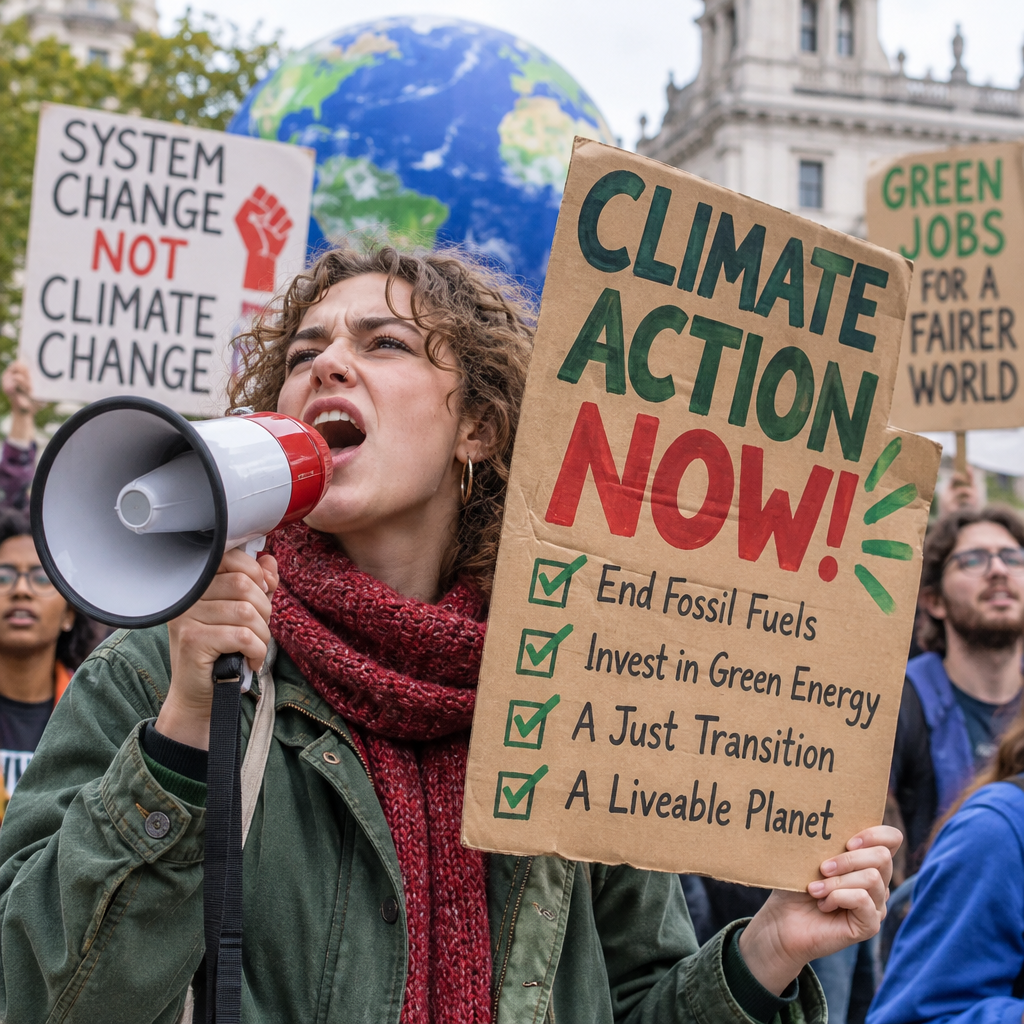 SYSTEM
CHANGE
NOT
CLIMATE
CHANGE
CLIMATE
ACTION
NOW!
End Fossil Fuels
Invest in Green Energy
A Just Transition
A Liveable Planet
GREEN
JOBS
FOR A
FAIRER
WORLD